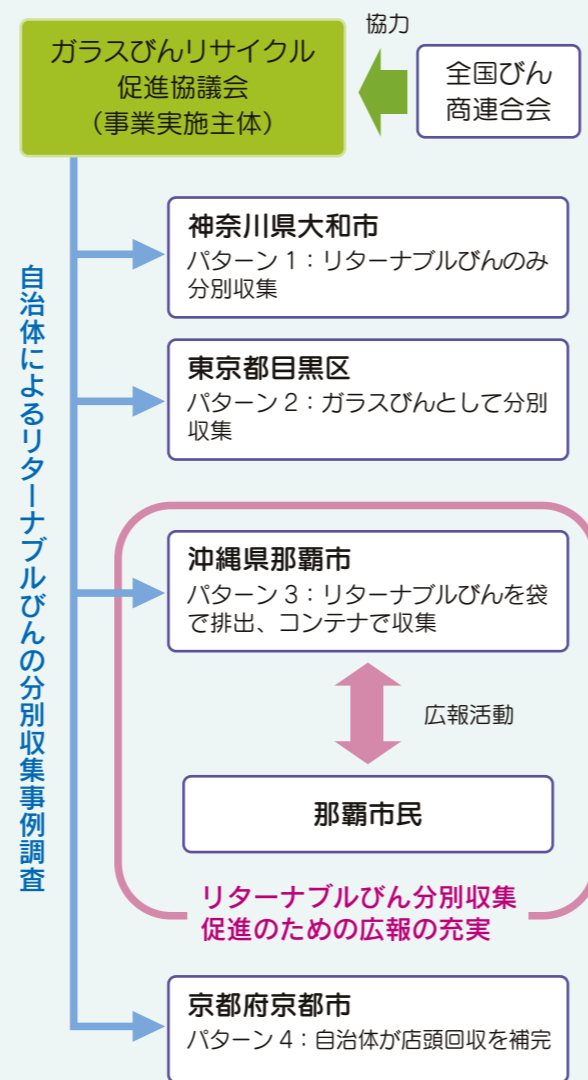 ガラスびんリサイクル
促進協議会
（事業実施主体）
協力
全国びん
商連合会
自治体によるリターナブルびんの分別収集事例調査
神奈川県大和市
パターン1：リターナブルびんのみ
分別収集
東京都目黒区
パターン2：ガラスびんとして分別
収集
沖縄県那覇市
パターン3：リターナブルびんを袋
で排出、コンテナで収集
広報活動
那覇市民
リターナブルびん分別収集
促進のための広報の充実
京都府京都市
パターン4：自治体が店頭回収を補完